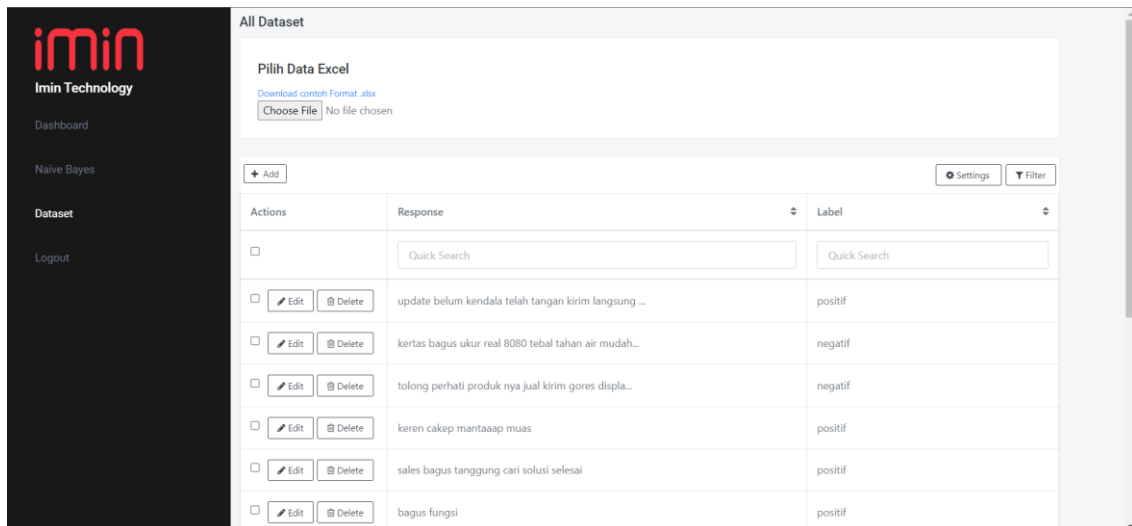 imin
Imin Technology
Dashboard
Naive Bayes
Dataset
Logout
All Dataset
Pilih Data Excel
Download contoh Format .xlsx
Choose File No file chosen
+ Add Settings Filter
Actions Response Label
Quick Search Quick Search
Edit Delete update belum kendala telah tangan kirim langsung ... positif
Edit Delete kertas bagus ukur real 8080 tebal tahan air mudah... negatif
Edit Delete tolong perhati produk nya jual kirim gores displa... negatif
Edit Delete keren cakep mantaaap muas positif
Edit Delete sales bagus tanggung cari solusi selesai positif
Edit Delete bagus fungsi positif